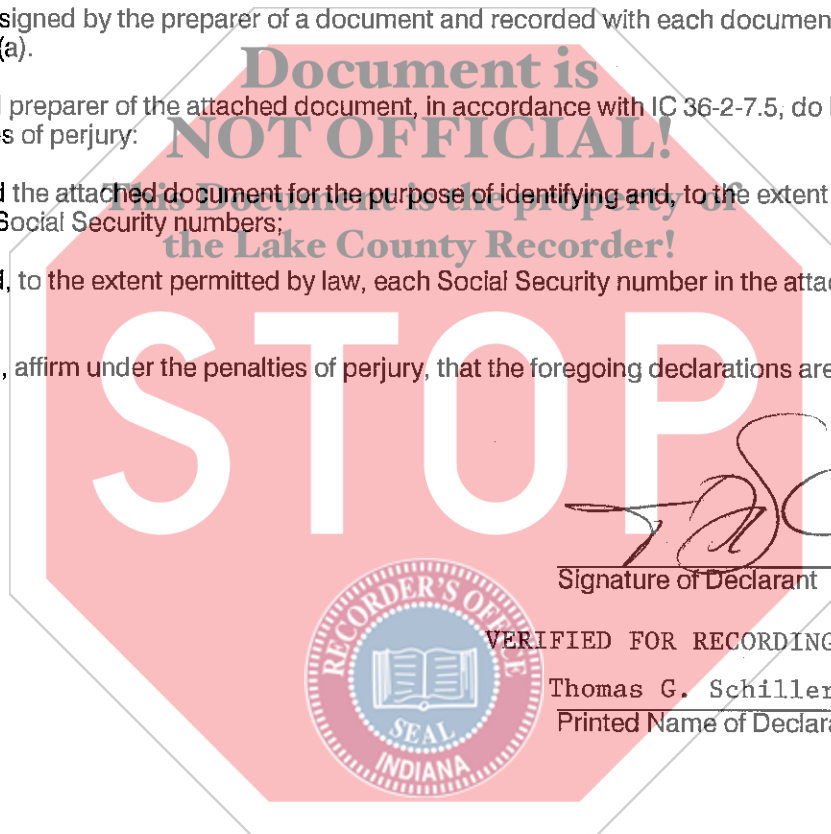 signed by the preparer of a document and recorded with each documen
(a).
Document is
preparer of the attached document, in accordance with IC 36-2-7.5, do
s of perjury:
NOT OFFICIAL!
d the attached document for the purpose of identifying and, to the extent
This Document is the property of
Social Security numbers;
the Lake County Recorder!
, to the extent permitted by law, each Social Security number in the attac
, affirm under the penalties of perjury, that the foregoing declarations are
STOP
Signature of Declarant
RECORDER'S OFFICE
VERIFIED FOR RECORDING
Thomas G. Schiller
Printed Name of Declara
SEAL
INDIANA